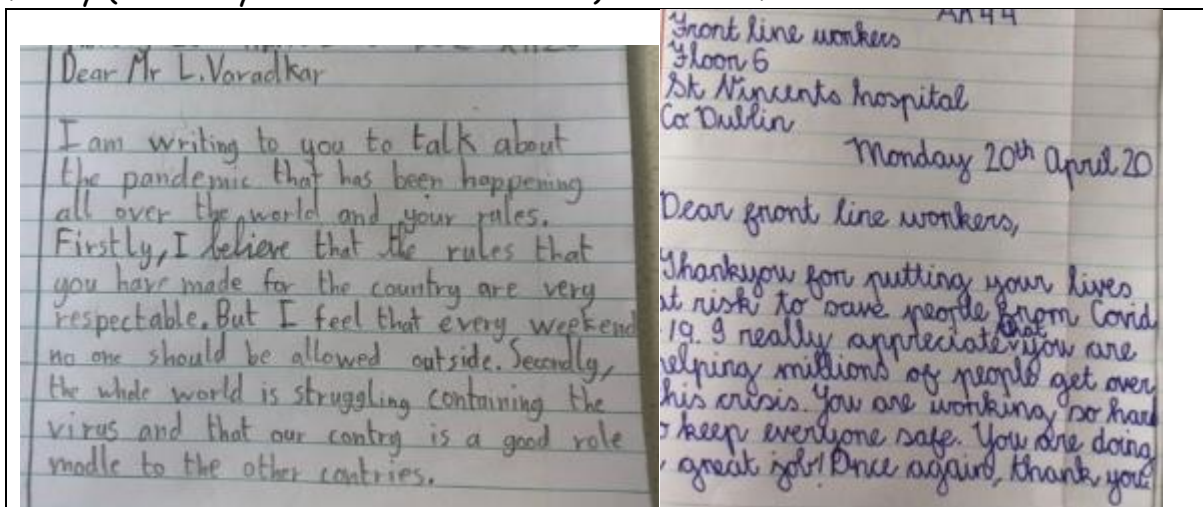 Dear Mr L.Varadkar
I am writing to you to talk about
the pandemic that has been happening
all over the world and your rules.
Firstly, I believe that the rules that
you have made for the country are very
respectable. But I feel that every weekend
no one should be allowed outside. Secondly,
the whole world is struggling containing the
virus and that our contry is a good role
modle to the other contries.
Front line workers
Floor 6
St Vincents hospital
Co Dublin
Monday 20th April 20
Dear front line workers,
Thankyou for putting your lives
at risk to save people from Covid
19. I really appreciate that you are
helping millions of people get over
this crisis. You are working so hard
to keep everyone safe. You are doing
great job! Once again, thank you